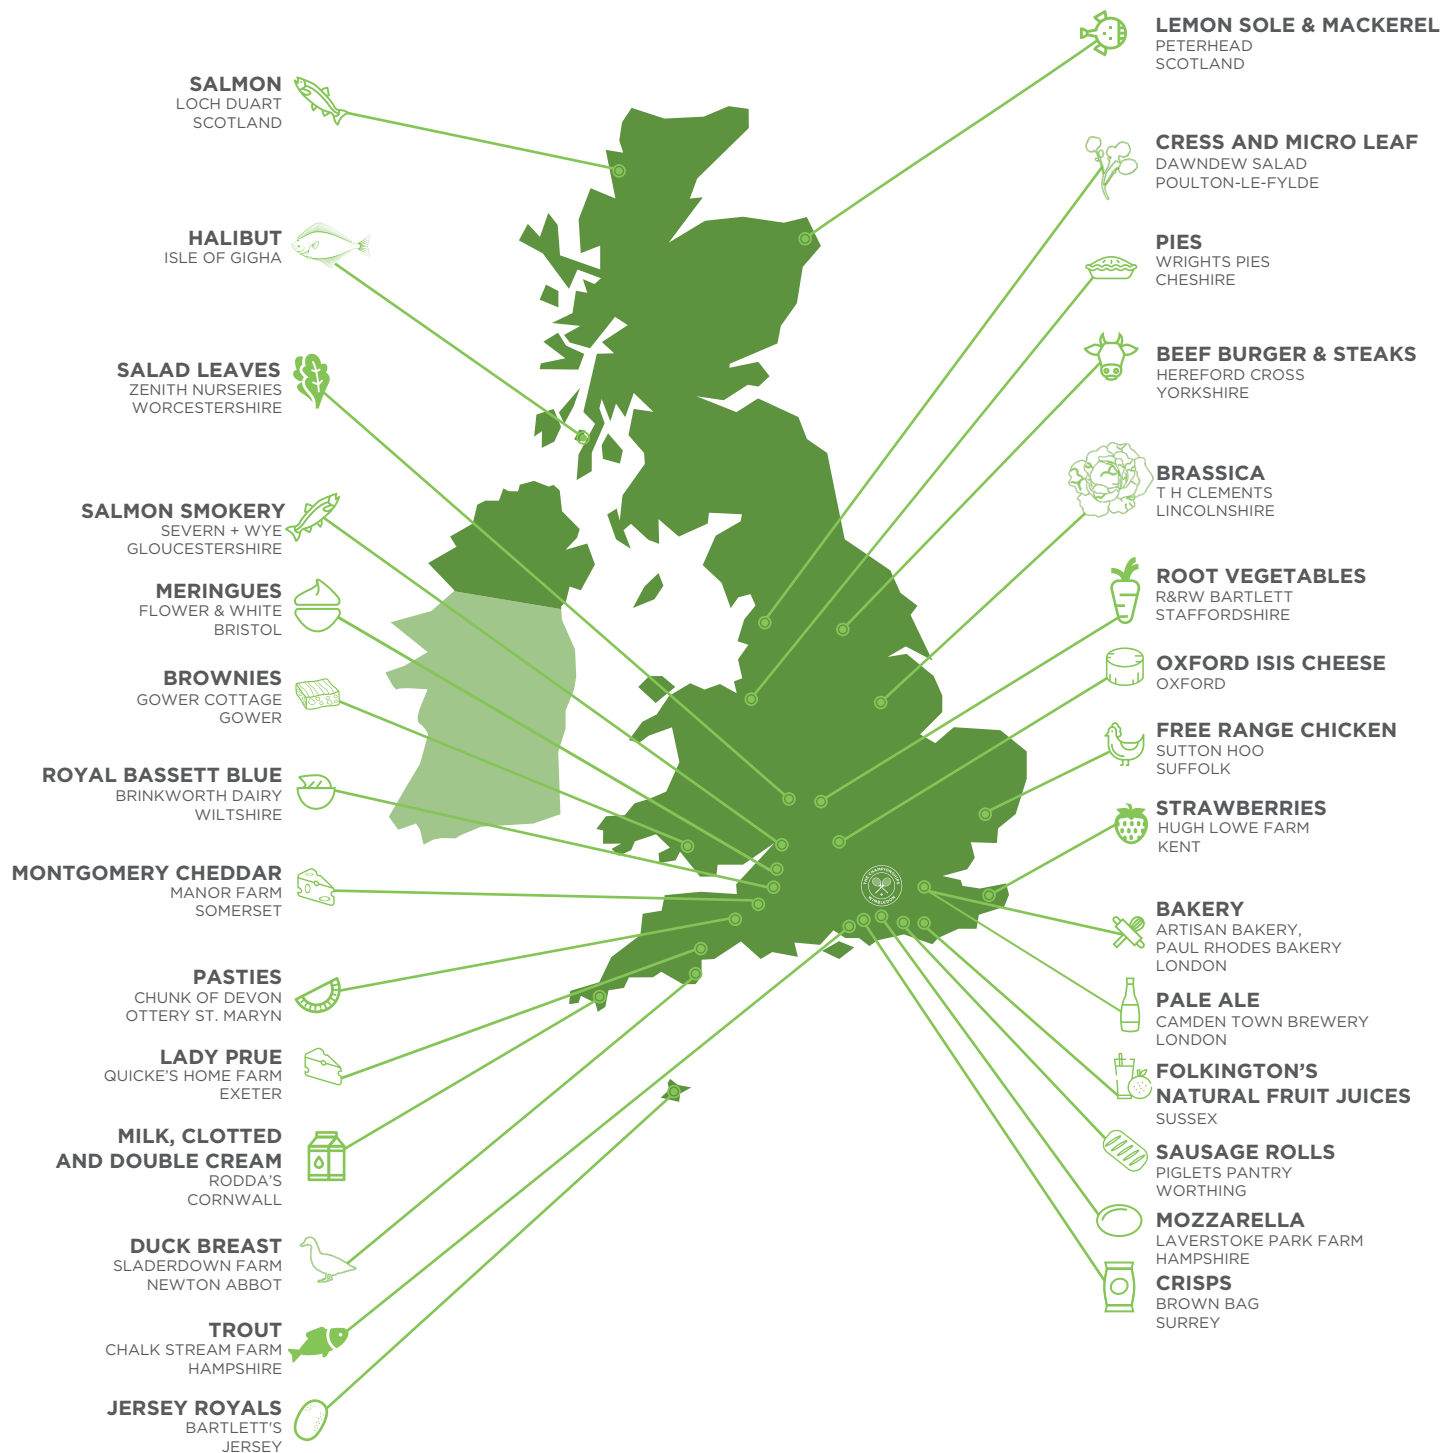 SALMON
LOCH DUART
SCOTLAND
HALIBUT
ISLE OF GIGHA
SALAD LEAVES
ZENITH NURSERIES
WORCESTERSHIRE
SALMON SMOKERY
SEVERN + WYE
GLOUCESTERSHIRE
MERINGUES
FLOWER & WHITE
BRISTOL
BROWNIES
GOWER COTTAGE
GOWER
ROYAL BASSETT BLUE
BRINKWORTH DAIRY
WILTSHIRE
MONTGOMERY CHEDDAR
MANOR FARM
SOMERSET
PASTIES
CHUNK OF DEVON
OTTERY ST. MARYN
LADY PRUE
QUICKE'S HOME FARM
EXETER
MILK, CLOTTED
AND DOUBLE CREAM
RODDA'S
CORNWALL
DUCK BREAST
SLADERDOWN FARM
NEWTON ABBOT
TROUT
CHALK STREAM FARM
HAMPSHIRE
JERSEY ROYALS
BARTLETT'S
JERSEY
THE CHAMPIONSHIPS
WIMBLEDON
LEMON SOLE & MACKEREL
PETERHEAD
SCOTLAND
CRESS AND MICRO LEAF
DAWNDEW SALAD
POULTON-LE-FYLDE
PIES
WRIGHTS PIES
CHESHIRE
BEEF BURGER & STEAKS
HEREFORD CROSS
YORKSHIRE
BRASSICA
T H CLEMENTS
LINCOLNSHIRE
ROOT VEGETABLES
R&RW BARTLETT
STAFFORDSHIRE
OXFORD ISIS CHEESE
OXFORD
FREE RANGE CHICKEN
SUTTON HOO
SUFFOLK
STRAWBERRIES
HUGH LOWE FARM
KENT
BAKERY
ARTISAN BAKERY,
PAUL RHODES BAKERY
LONDON
PALE ALE
CAMDEN TOWN BREWERY
LONDON
FOLKINGTON'S
NATURAL FRUIT JUICES
SUSSEX
SAUSAGE ROLLS
PIGLETS PANTRY
WORTHING
MOZZARELLA
LAVERSTOKE PARK FARM
HAMPSHIRE
CRISPS
BROWN BAG
SURREY